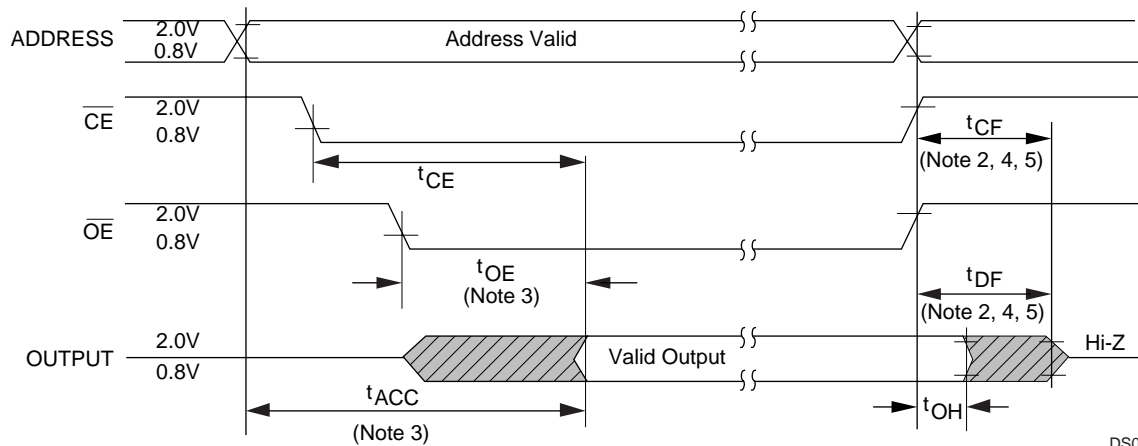 ADDRESS
2.0V
0.8V
Address Valid
CE
2.0V
0.8V
tCF
(Note 2, 4, 5)
tCE
OE
2.0V
0.8V
tOE
(Note 3)
tDF
(Note 2, 4, 5)
OUTPUT
2.0V
0.8V
Valid Output
Hi-Z
tACC
(Note 3)
tOH
DS0